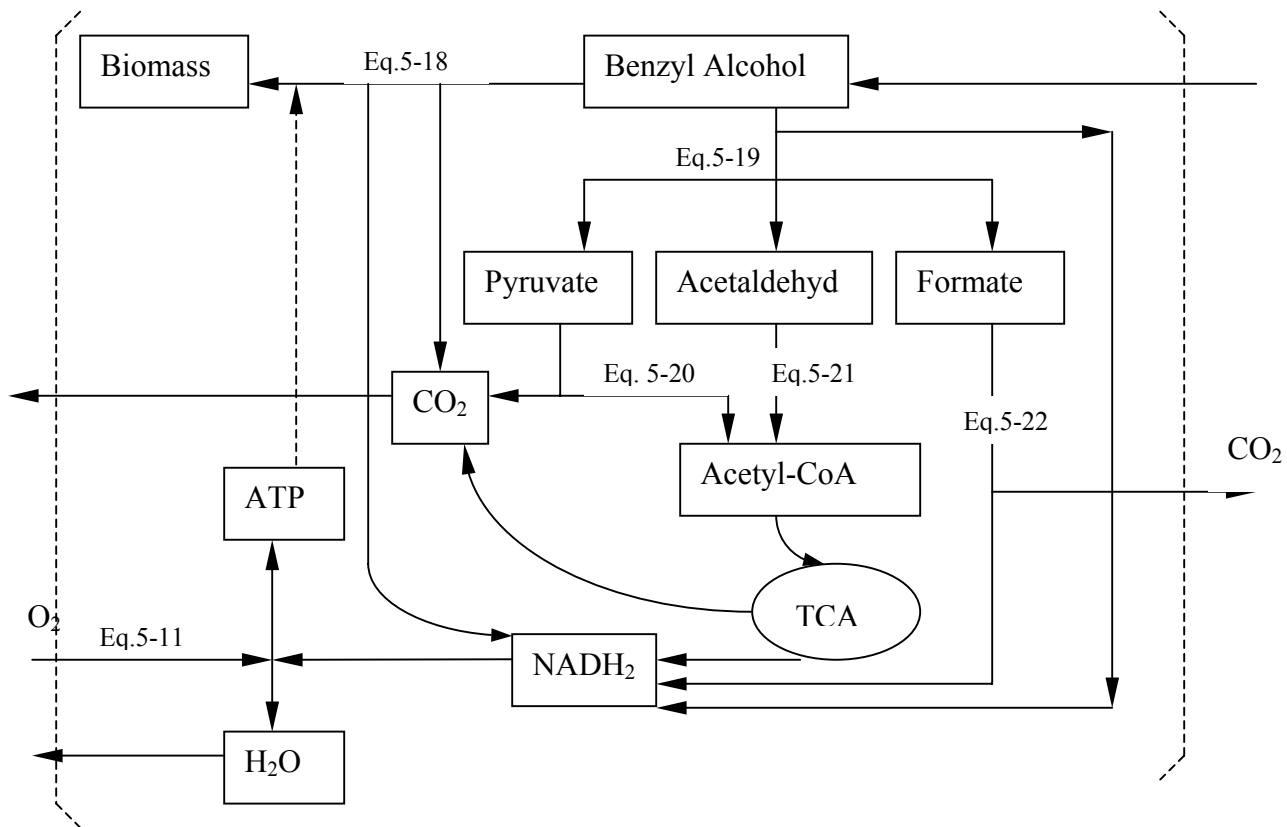 Biomass
Eq.5-18
Benzyl Alcohol
Eq.5-19
Pyruvate
Acetaldehyd
Formate
Eq. 5-20
Eq.5-21
CO₂
Eq.5-22
CO₂
Acetyl-CoA
ATP
TCA
O₂
Eq.5-11
NADH₂
H₂O